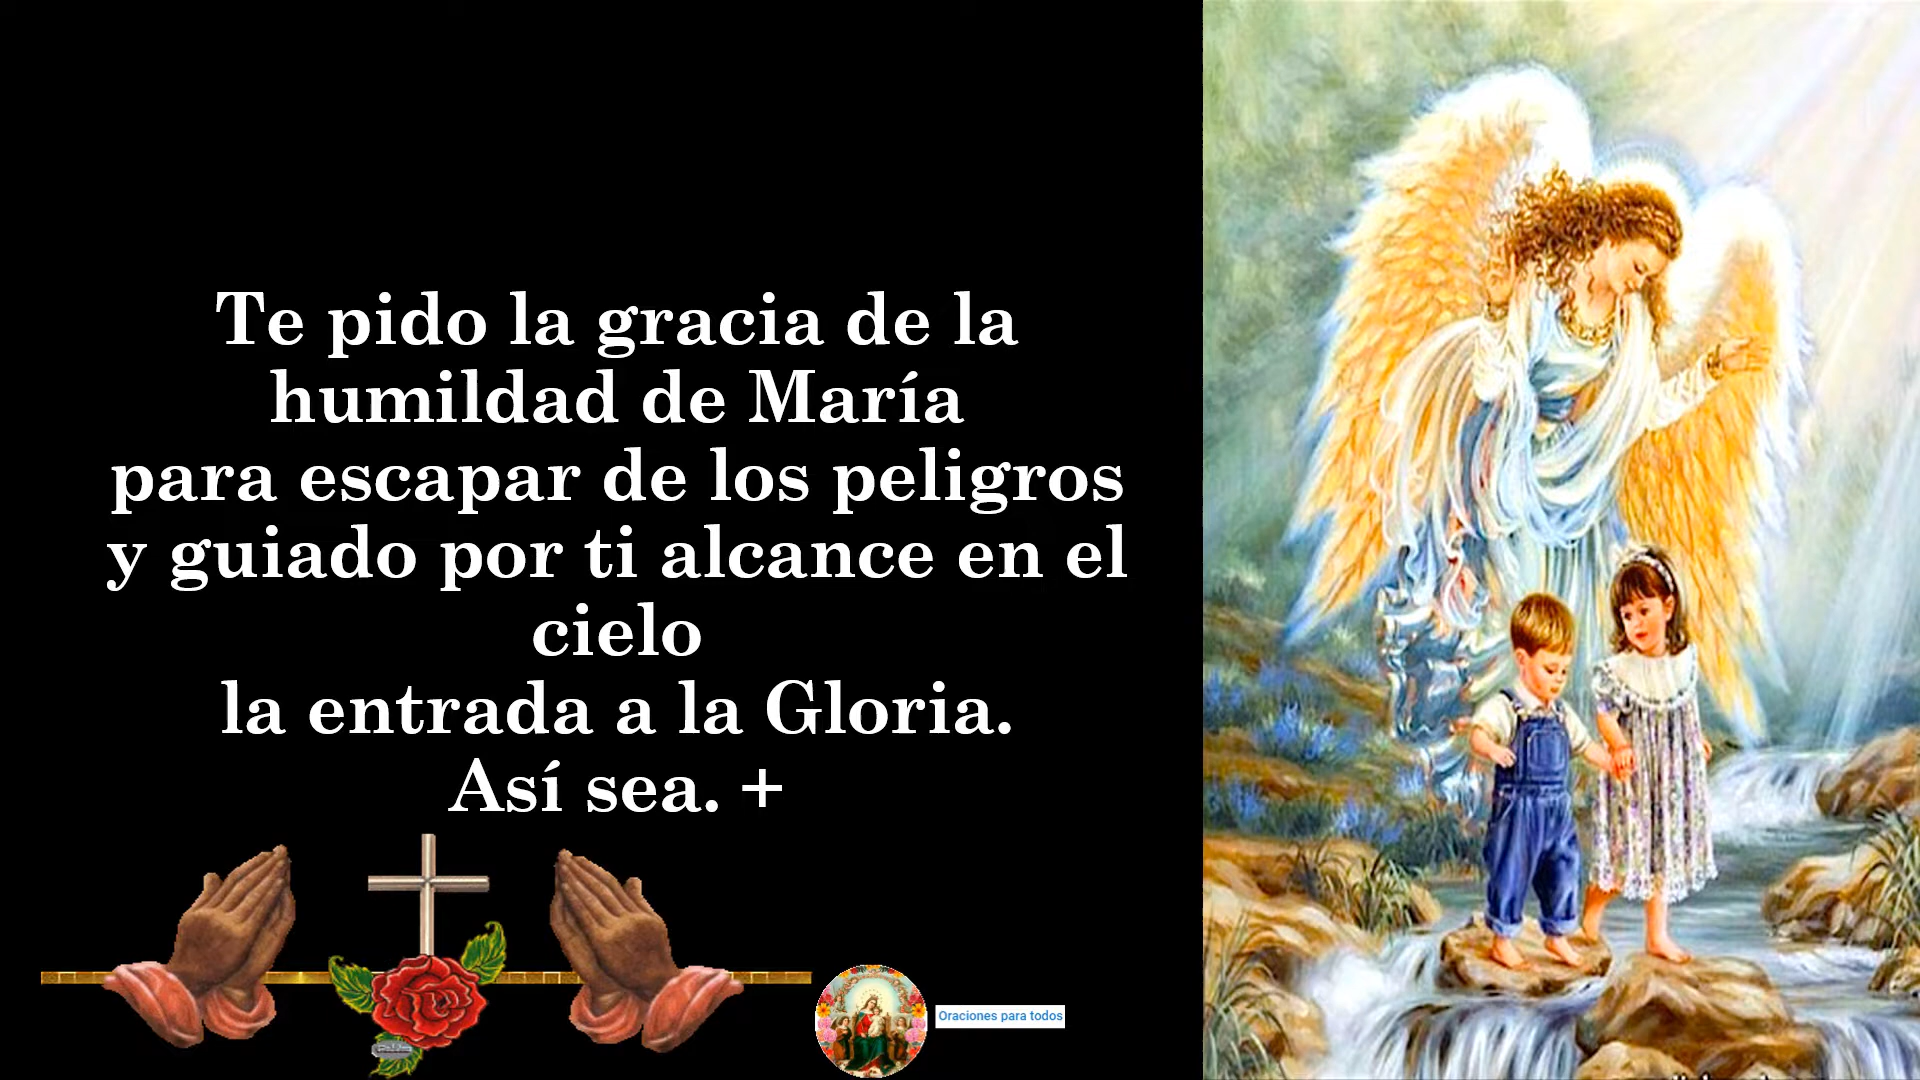 Te pido la gracia de la
humildad de María
para escapar de los peligros
y guiado por ti alcance en el
cielo
la entrada a la Gloria.
Así sea. +
Oraciones para todos